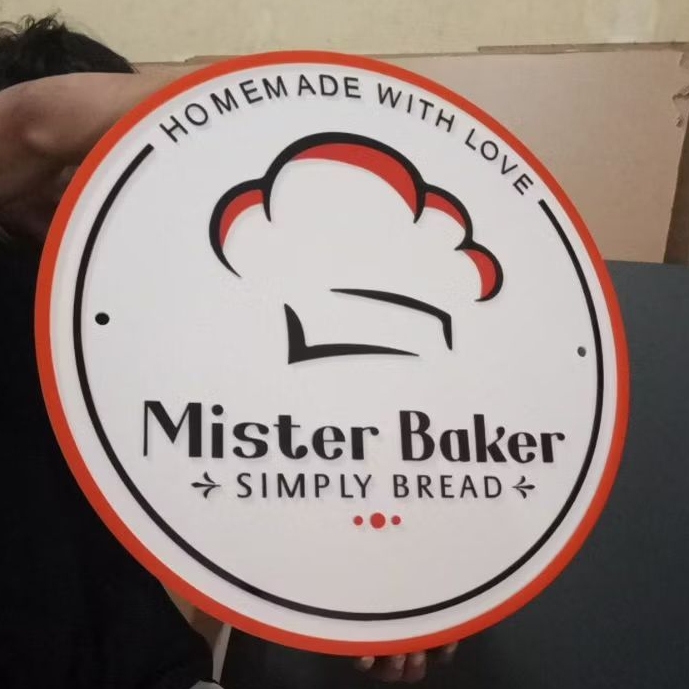 HOMEMADE WITH LOVE
Mister Baker
SIMPLY BREAD